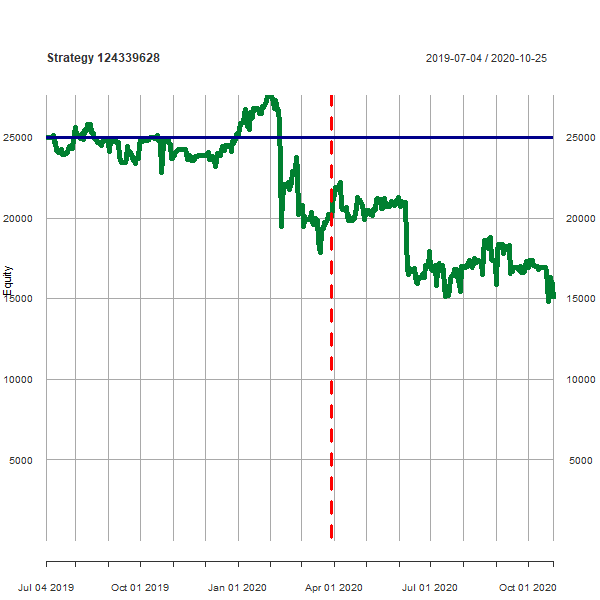 Strategy 124339628
2019-07-04 / 2020-10-25
25000
25000
20000
20000
Equity
15000
15000
10000
10000
5000
5000
Jul 04 2019
Oct 01 2019
Jan 01 2020
Apr 01 2020
Jul 01 2020
Oct 01 2020